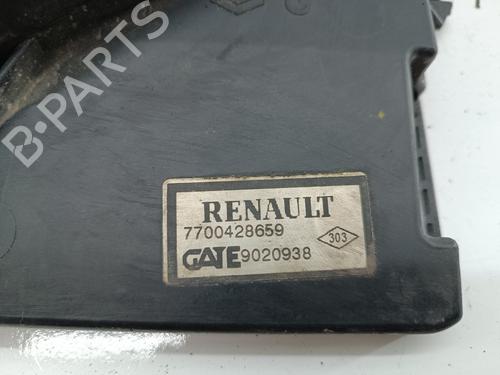 B-PARTS
RENAULT
7700428659
303
GATE 9020938